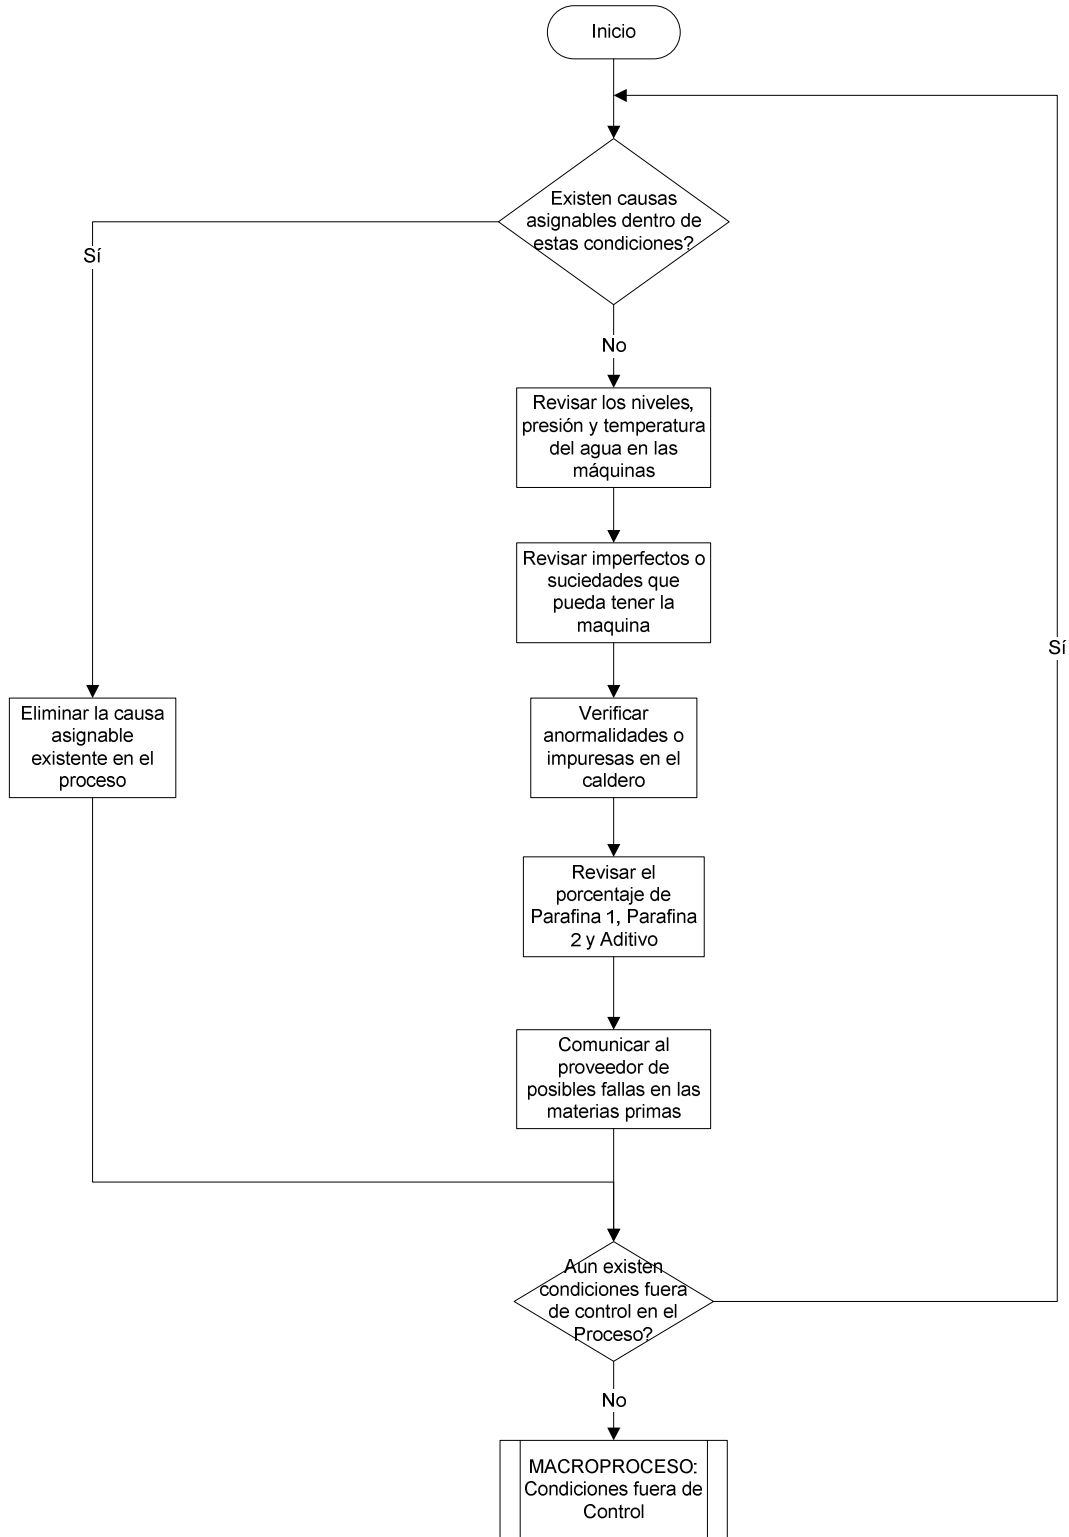 Inicio
Existen causas
asignables dentro de
estas condiciones?
Sí
No
Revisar los niveles,
presión y temperatura
del agua en las
máquinas
Revisar imperfectos o
suciedades que
pueda tener la
maquina
Sí
Eliminar la causa
asignable
existente en el
proceso
Verificar
anormalidades o
impuresas en el
caldero
Revisar el
porcentaje de
Parafina 1, Parafina
2 y Aditivo
Comunicar al
proveedor de
posibles fallas en las
materias primas
Aun existen
condiciones fuera
de control en el
Proceso?
No
MACROPROCESO:
Condiciones fuera de
Control